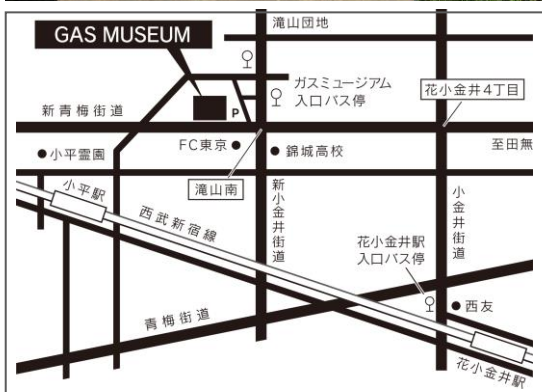 滝山団地
GAS MUSEUM
ガスミュージアム
入口バス停
花小金井4丁目
新青梅街道
P
FC東京
錦城高校
至田無
小平霊園
滝山南
小平駅
西武新宿線
新小金井街道
小金井街道
花小金井駅
入口バス停
西友
青梅街道
花小金井駅